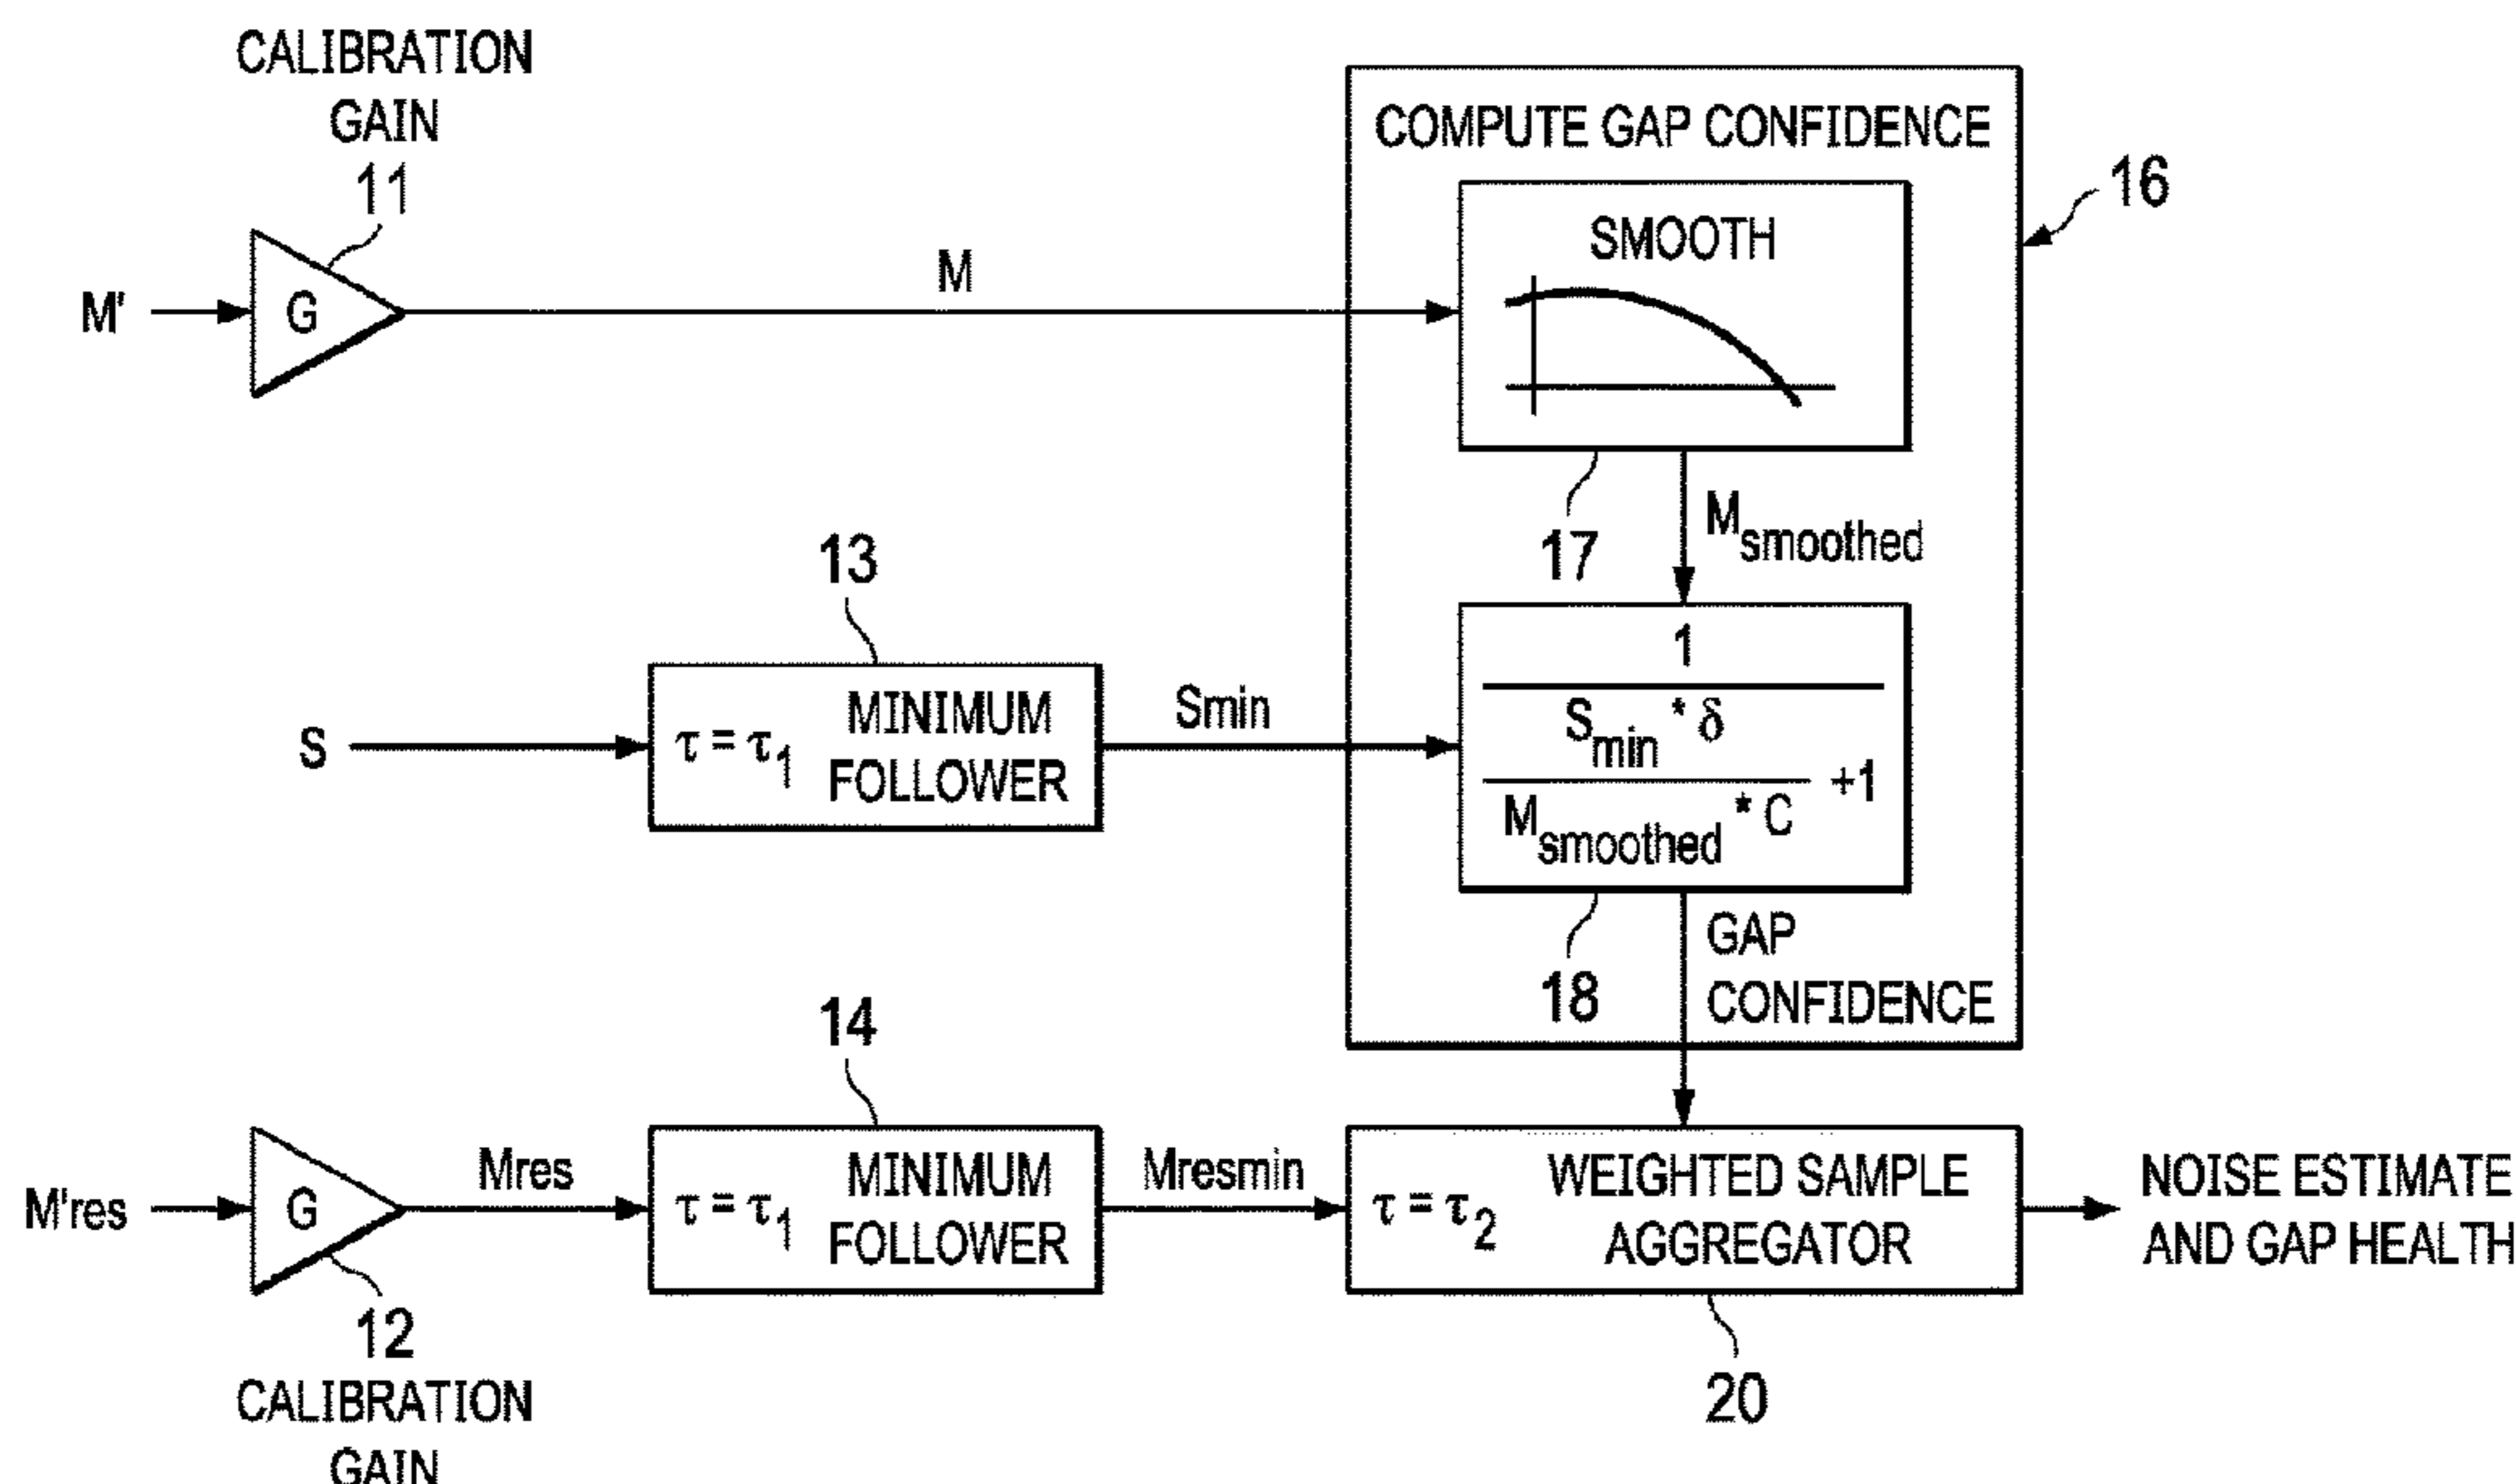 CALIBRATION
GAIN
11
M'
G
M
COMPUTE GAP CONFIDENCE
16
SMOOTH
17
Msmoothed
13
S
τ = τ1
MINIMUM
FOLLOWER
Smin
1
Smin * δ
Msmoothed * C
+1
18
GAP
CONFIDENCE
14
M'res
G
Mres
τ = τ1
MINIMUM
FOLLOWER
Mresmin
τ = τ2
WEIGHTED SAMPLE
AGGREGATOR
NOISE ESTIMATE
AND GAP HEALTH
12
CALIBRATION
GAIN
20